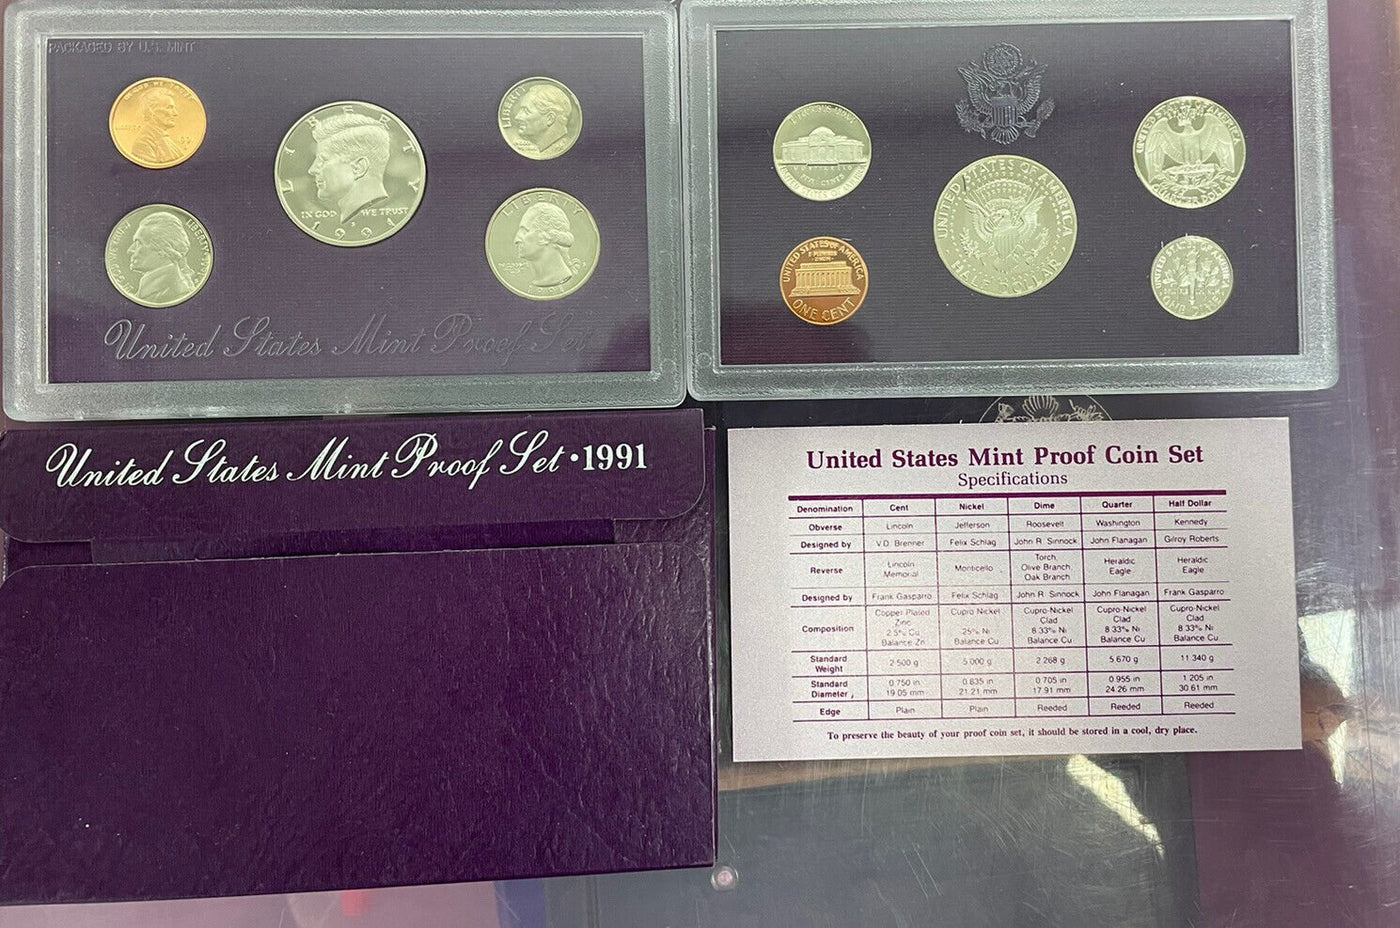 PACKAGED BY U.S. MINT
LIBERTY
IN GOD WE TRUST
S
1991
LIBERTY
LIBERTY
LIBERTY
United States Mint Proof Set
UNITED STATES OF AMERICA
HALF DOLLAR
UNITED STATES OF AMERICA
QUARTER DOLLAR
UNITED STATES OF AMERICA
ONE CENT
United States Mint Proof Set • 1991
United States Mint Proof Coin Set
Specifications
Denomination Cent Nickel Dime Quarter Half Dollar
Obverse Lincoln Jefferson Roosevelt Washington Kennedy
Designed by V.D. Brenner Felix Schlag John R. Sinnock John Flanagan Gilroy Roberts
Reverse Lincoln Memorial Monticello Torch, Olive Branch, Oak Branch Heraldic Eagle Heraldic Eagle
Designed by Frank Gasparro Felix Schlag John R. Sinnock John Flanagan Frank Gasparro
Composition Copper Plated Zinc 2.5% Cu Balance Zn Cupro Nickel 25% Ni Balance Cu Cupro-Nickel Clad 8.33% Ni Balance Cu Cupro-Nickel Clad 8.33% Ni Balance Cu Cupro-Nickel Clad 8.33% Ni Balance Cu
Standard Weight 2.500 g 5.000 g 2.268 g 5.670 g 11.340 g
Standard Diameter 0.750 in 19.05 mm 0.835 in 21.21 mm 0.705 in 17.91 mm 0.955 in 24.26 mm 1.205 in 30.61 mm
Edge Plain Plain Reeded Reeded Reeded
To preserve the beauty of your proof coin set, it should be stored in a cool, dry place.